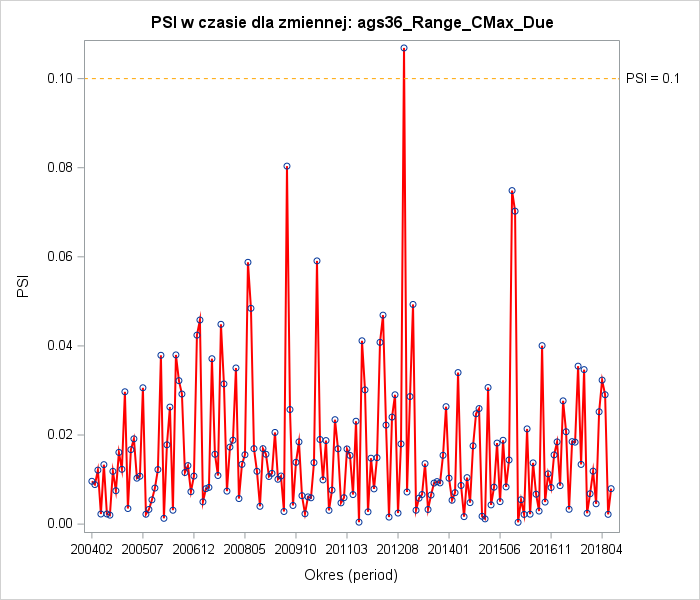 PSI w czasie dla zmiennej: ags36_Range_CMax_Due
0.10
PSI = 0.1
0.08
0.06
PSI
0.04
0.02
0.00
200402 200507 200612 200805 200910 201103 201208 201401 201506 201611 201804
Okres (period)